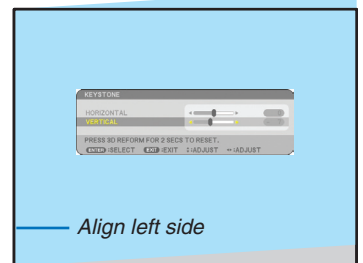 KEYSTONE
HORIZONTAL
VERTICAL
PRESS 3D REFORM FOR 2 SECS TO RESET.
ENTER :SELECT EXIT :EXIT ↕:ADJUST ↔:ADJUST
Align left side